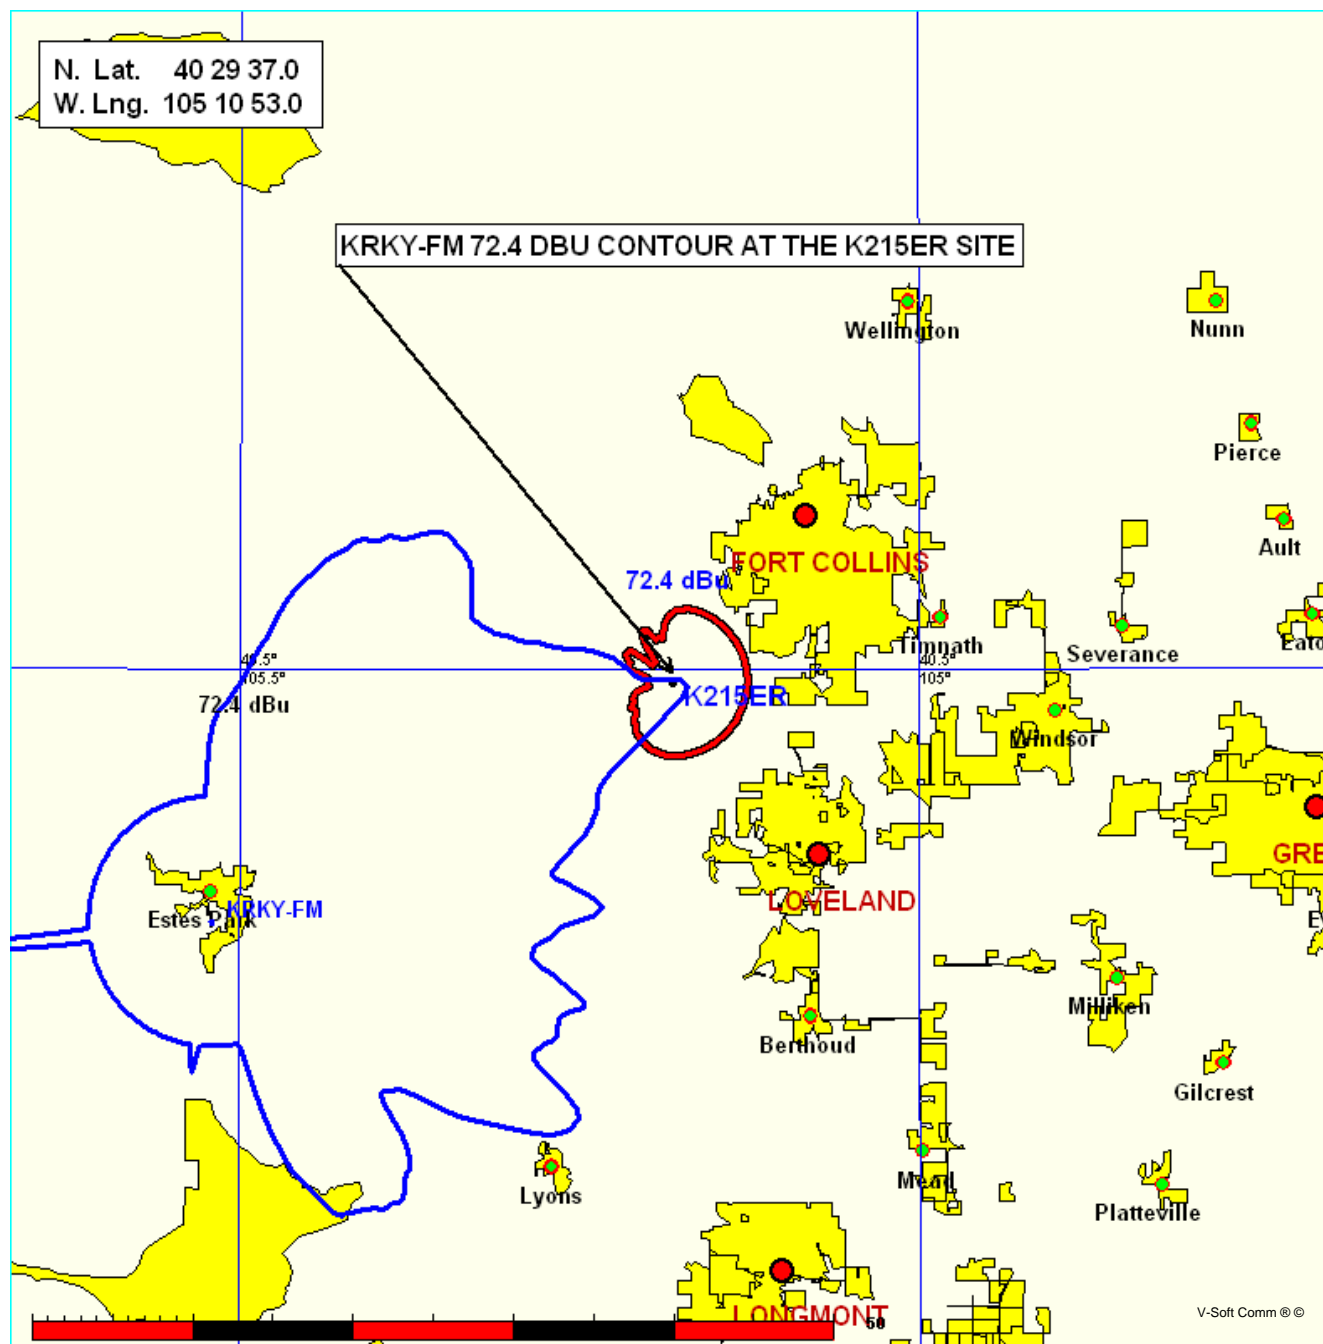 N. Lat. 40 29 37.0
W. Lng. 105 10 53.0
KRKY-FM 72.4 DBU CONTOUR AT THE K215ER SITE
Wellington
Nunn
Pierce
Ault
FORT COLLINS
72.4 dBu
Timnath
Severance
Eato
40.5°
105.5°
40.5°
105°
72.4 dBu
K215ER
Windsor
GRE
LOVELAND
Estes Park
KRKY-FM
E
Milliken
Berthoud
Gilcrest
Lyons
Mead
Platteville
LONGMONT
50
V-Soft Comm ® ©